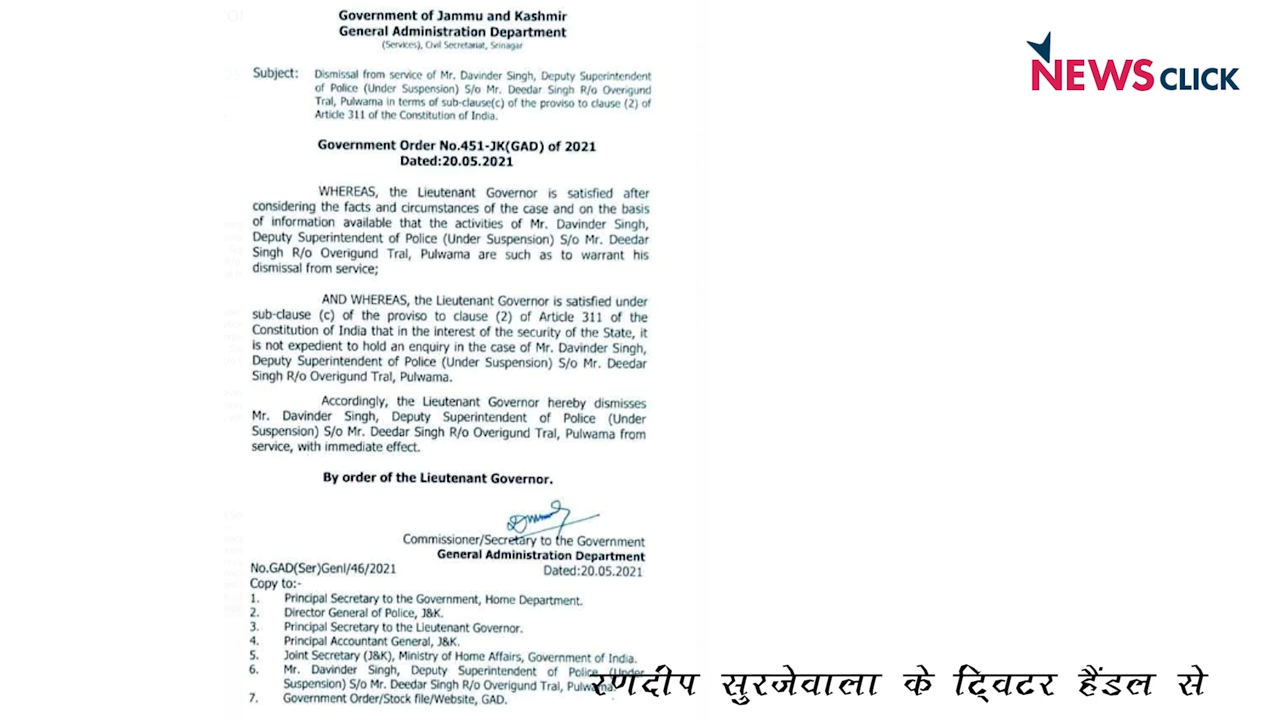 Government of Jammu and Kashmir
General Administration Department
(Services), Civil Secretariat, Srinagar
Subject: Dismissal from service of Mr. Davinder Singh, Deputy Superintendent
of Police (Under Suspension) S/o Mr. Deedar Singh R/o Overigund
Tral, Pulwama in terms of sub-clause(c) of the proviso to clause (2) of
Article 311 of the Constitution of India.
Government Order No.451-JK(GAD) of 2021
Dated:20.05.2021
WHEREAS, the Lieutenant Governor is satisfied after
considering the facts and circumstances of the case and on the basis
of information available that the activities of Mr. Davinder Singh,
Deputy Superintendent of Police (Under Suspension) S/o Mr. Deedar
Singh R/o Overigund Tral, Pulwama are such as to warrant his
dismissal from service;
AND WHEREAS, the Lieutenant Governor is satisfied under
sub-clause (c) of the proviso to clause (2) of Article 311 of the
Constitution of India that in the interest of the security of the State, it
is not expedient to hold an enquiry in the case of Mr. Davinder Singh,
Deputy Superintendent of Police (Under Suspension) S/o Mr. Deedar
Singh R/o Overigund Tral, Pulwama.
Accordingly, the Lieutenant Governor hereby dismisses
Mr. Davinder Singh, Deputy Superintendent of Police (Under
Suspension) S/o Mr. Deedar Singh R/o Overigund Tral, Pulwama from
service, with immediate effect.
By order of the Lieutenant Governor.
Commissioner/Secretary to the Government
General Administration Department
No.GAD(Ser)Genl/46/2021 Dated:20.05.2021
Copy to:-
1. Principal Secretary to the Government, Home Department.
2. Director General of Police, J&K.
3. Principal Secretary to the Lieutenant Governor.
4. Principal Accountant General, J&K.
5. Joint Secretary (J&K), Ministry of Home Affairs, Government of India.
6. Mr. Davinder Singh, Deputy Superintendent of Police (Under
Suspension) S/o Mr. Deedar Singh R/o Overigund Tral, Pulwama.
7. Government Order/Stock file/Website, GAD.
NEWSCLICK
रणदीप सुरजेवाला के ट्विटर हैंडल से